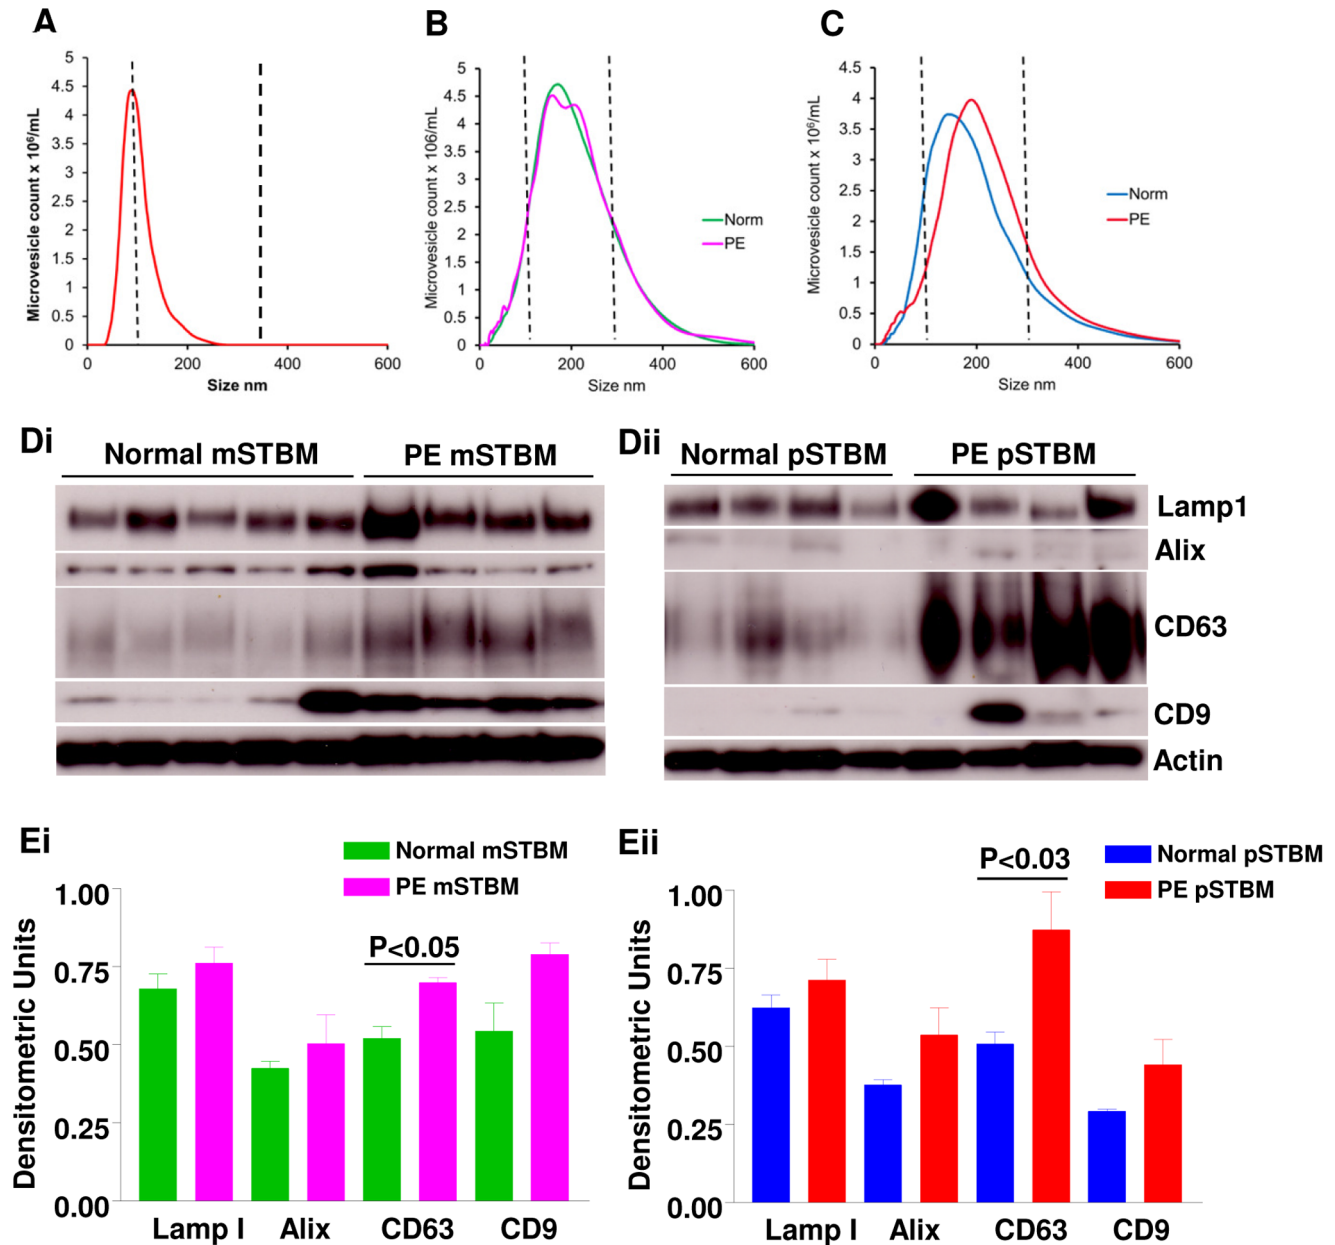 A
5
4.5
4
3.5
3
2.5
2
1.5
1
0.5
0
0
200
400
600
Microvesicle count x 10⁶/mL
Size nm
B
5
4.5
4
3.5
3
2.5
2
1.5
1
0.5
0
0
200
400
600
Microvesicle count x 106/mL
Size nm
Norm
PE
C
4.5
4
3.5
3
2.5
2
1.5
1
0.5
0
0
200
400
600
Microvesicle count x 10⁶/mL
Size nm
Norm
PE
Di
Normal mSTBM
PE mSTBM
Dii
Normal pSTBM
PE pSTBM
Lamp1
Alix
CD63
CD9
Actin
Ei
Normal mSTBM
PE mSTBM
P<0.05
1.00
0.75
0.50
0.25
0.00
Densitometric Units
Lamp I
Alix
CD63
CD9
Eii
Normal pSTBM
PE pSTBM
P<0.03
1.00
0.75
0.50
0.25
0.00
Densitometric Units
Lamp I
Alix
CD63
CD9